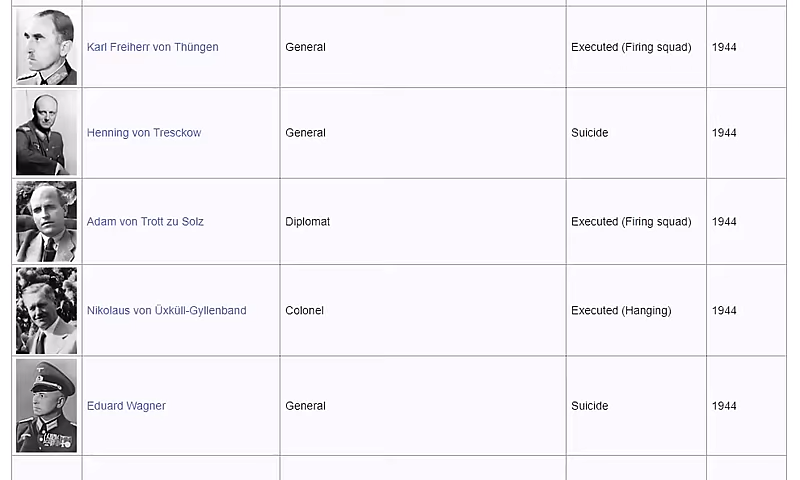 Karl Freiherr von Thüngen General Executed (Firing squad) 1944
Henning von Tresckow General Suicide 1944
Adam von Trott zu Solz Diplomat Executed (Firing squad) 1944
Nikolaus von Üxküll-Gyllenband Colonel Executed (Hanging) 1944
Eduard Wagner General Suicide 1944